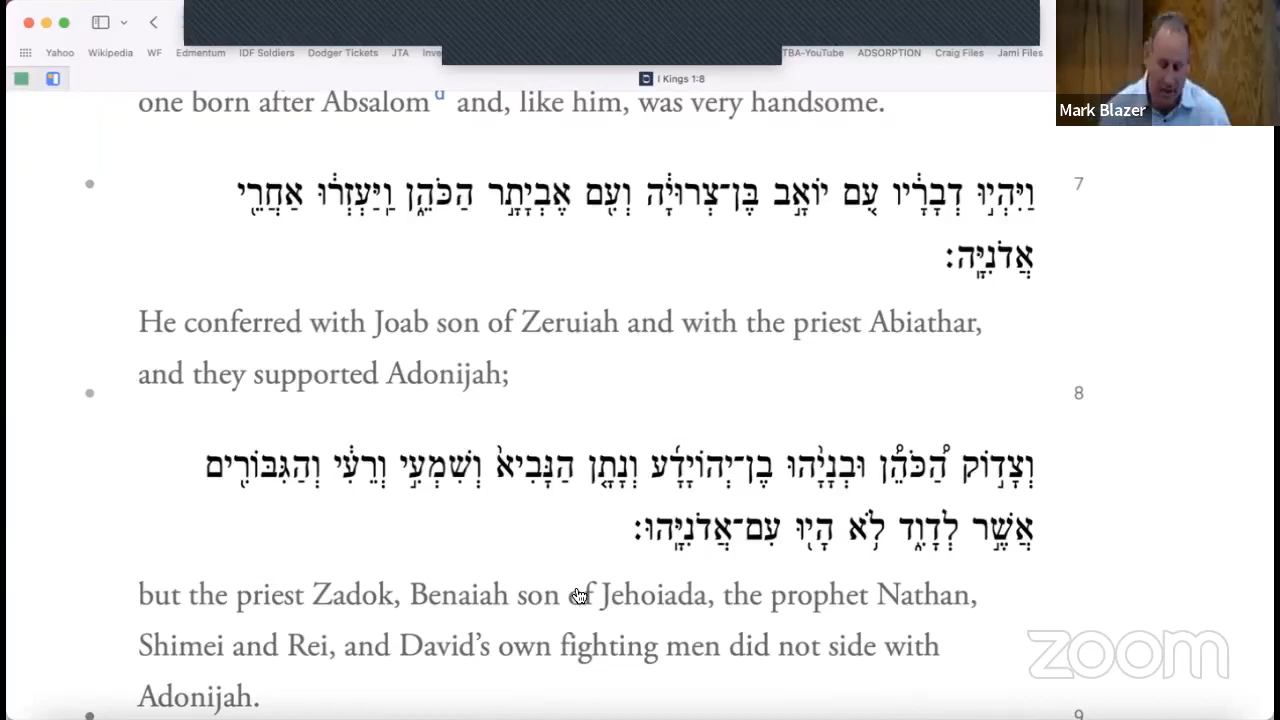 Yahoo Wikipedia WF Edmentum IDF Soldiers Dodger Tickets JTA Inve TBA-YouTube ADSORPTION Craig Files Jami Files
I Kings 1:8
Mark Blazer
one born after Absalom d and, like him, was very handsome.
7
וַיִּהְי֣וּ דְבָרָ֔יו עִ֚ם יוֹאָ֣ב בֶּן־צְרוּיָ֔ה וְעִ֖ם אֶבְיָתָ֣ר הַכֹּהֵ֑ן וַֽיַּעְזְר֔וּ אַחֲרֵ֖י
אֲדֹנִיָּֽה׃
He conferred with Joab son of Zeruiah and with the priest Abiathar,
and they supported Adonijah;
8
וְצָד֣וֹק הַ֠כֹּהֵ֠ן וּבְנָיָ֨הוּ בֶן־יְהוֹיָדָ֜ע וְנָתָ֤ן הַנָּבִיא֙ וְשִׁמְעִ֣י וְרֵעִ֔י וְהַגִּבּוֹרִ֖ים
אֲשֶׁ֣ר לְדָוִ֑ד לֹ֥א הָי֖וּ עִם־אֲדֹנִיָּֽהוּ׃
but the priest Zadok, Benaiah son of Jehoiada, the prophet Nathan,
Shimei and Rei, and David’s own fighting men did not side with
Adonijah.
zoom
9